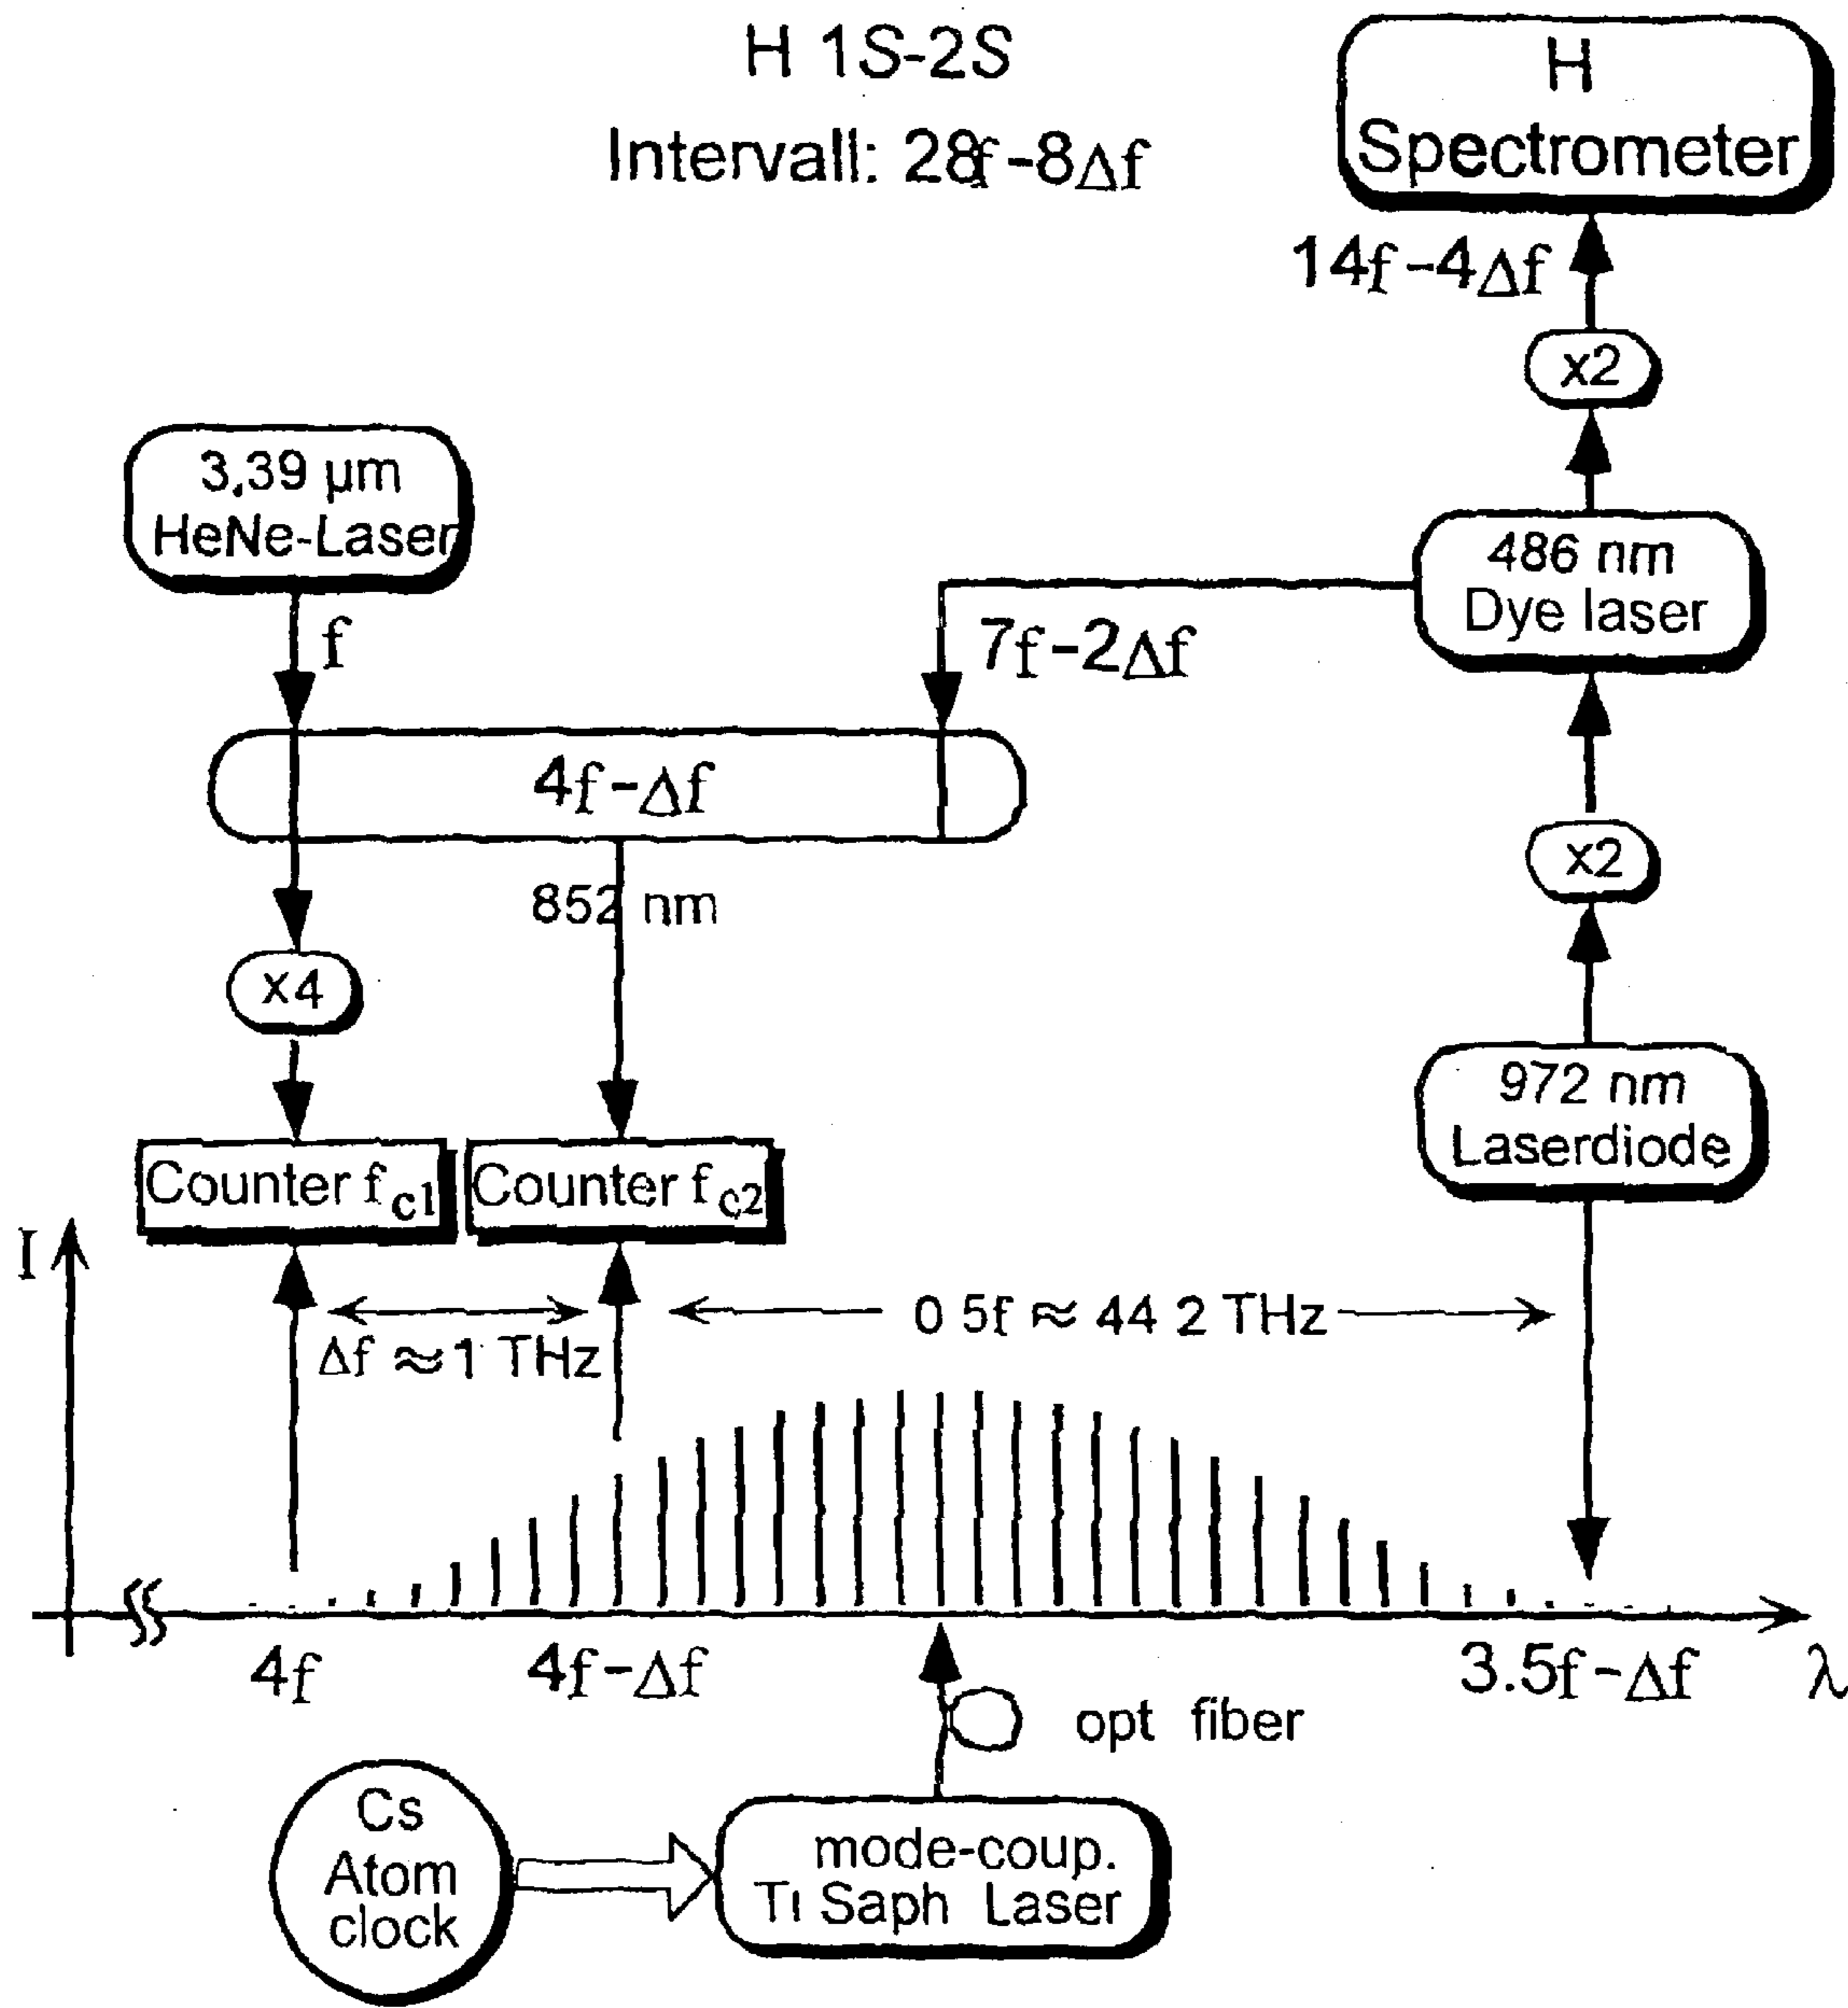 H 1S-2S
Intervall: 28f-8Δf
H
Spectrometer
14f-4Δf
x2
3,39 µm
HeNe-Laser
486 nm
Dye laser
f
7f-2Δf
4f-Δf
x2
852 nm
x4
972 nm
Laserdiode
Counter f c1
Counter f c2
I
Δf ≈ 1 THz
0 5f ≈ 44 2 THz
4f
4f-Δf
3.5f-Δf
λ
opt fiber
Cs
Atom
clock
mode-coup.
Ti Saph Laser